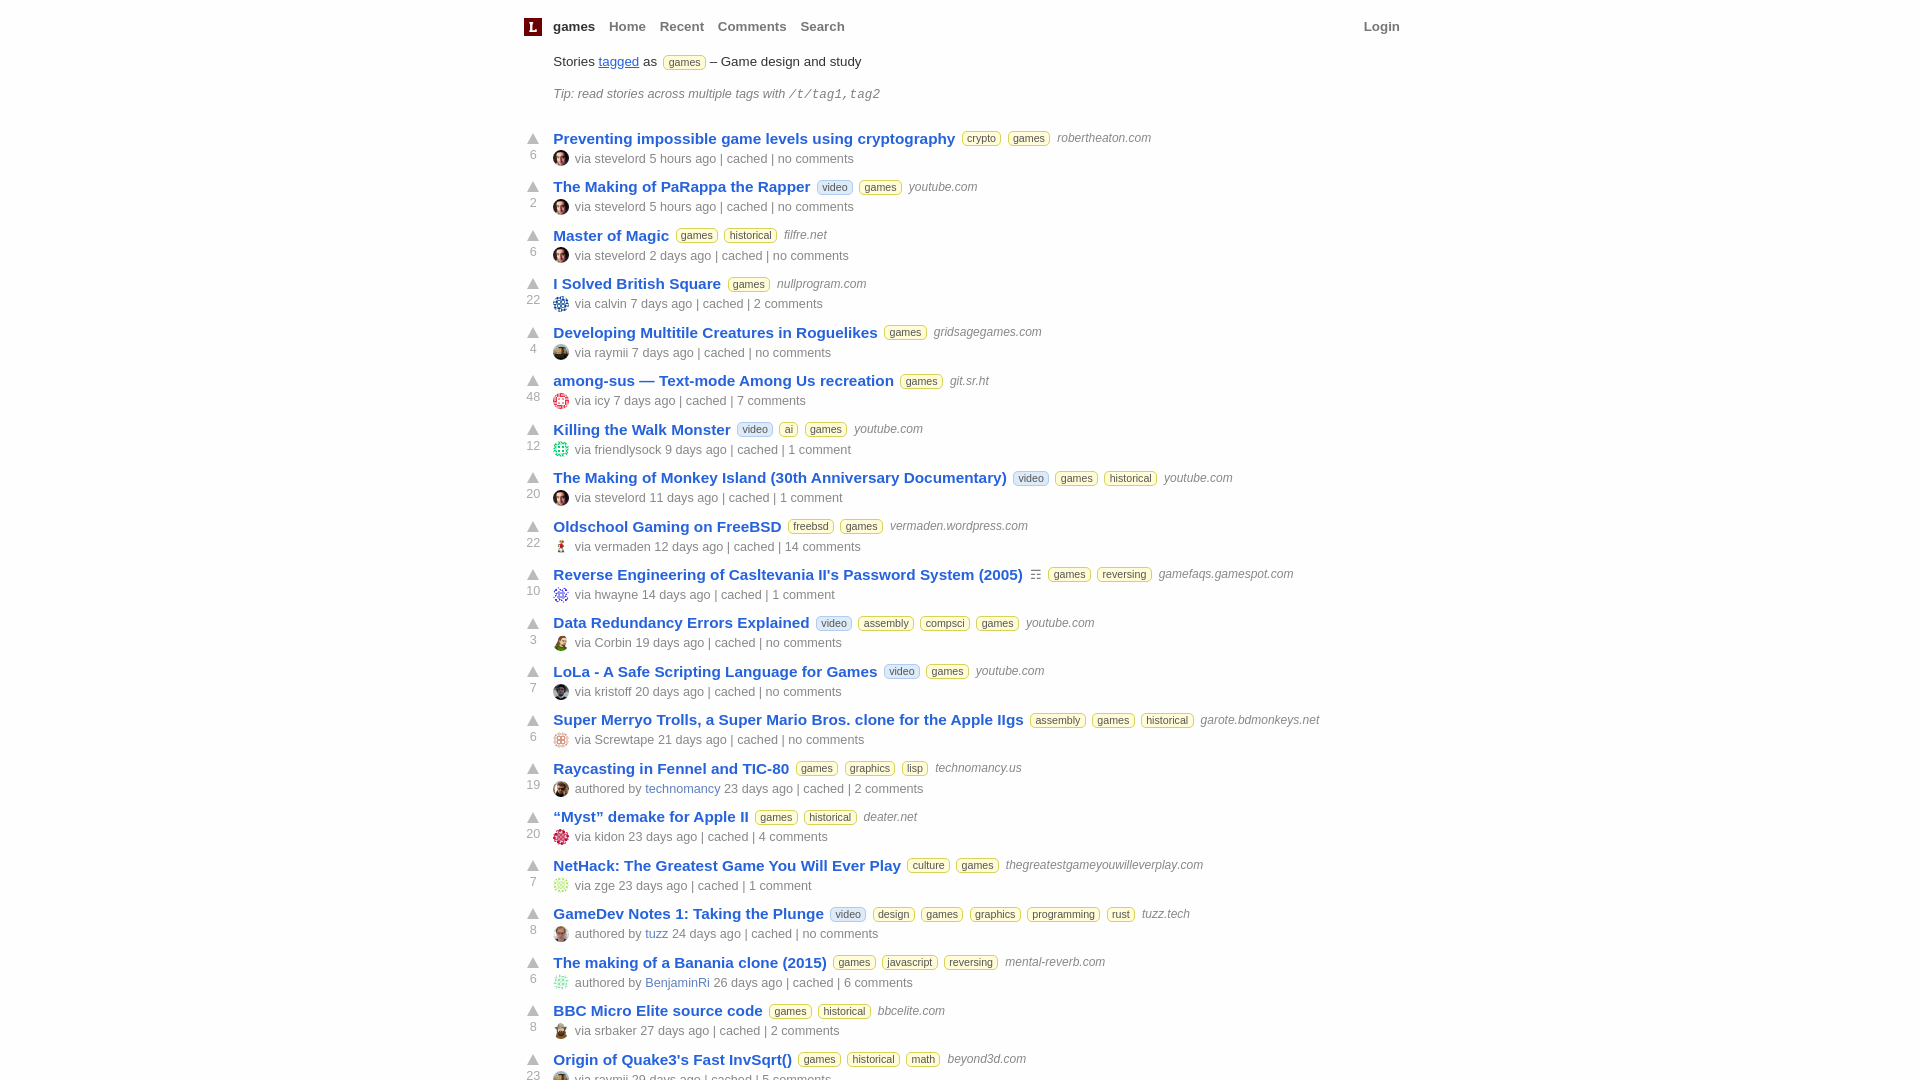 L games Home Recent Comments Search Login
Stories tagged as games – Game design and study
Tip: read stories across multiple tags with /t/tag1,tag2
Preventing impossible game levels using cryptography crypto games robertheaton.com
6 via stevelord 5 hours ago | cached | no comments
The Making of PaRappa the Rapper video games youtube.com
2 via stevelord 5 hours ago | cached | no comments
Master of Magic games historical filfre.net
6 via stevelord 2 days ago | cached | no comments
I Solved British Square games nullprogram.com
22 via calvin 7 days ago | cached | 2 comments
Developing Multitile Creatures in Roguelikes games gridsagegames.com
4 via raymii 7 days ago | cached | no comments
among-sus — Text-mode Among Us recreation games git.sr.ht
48 via icy 7 days ago | cached | 7 comments
Killing the Walk Monster video ai games youtube.com
12 via friendlysock 9 days ago | cached | 1 comment
The Making of Monkey Island (30th Anniversary Documentary) video games historical youtube.com
20 via stevelord 11 days ago | cached | 1 comment
Oldschool Gaming on FreeBSD freebsd games vermaden.wordpress.com
22 via vermaden 12 days ago | cached | 14 comments
Reverse Engineering of Casltevania II's Password System (2005) ☶ games reversing gamefaqs.gamespot.com
10 via hwayne 14 days ago | cached | 1 comment
Data Redundancy Errors Explained video assembly compsci games youtube.com
3 via Corbin 19 days ago | cached | no comments
LoLa - A Safe Scripting Language for Games video games youtube.com
7 via kristoff 20 days ago | cached | no comments
Super Merryo Trolls, a Super Mario Bros. clone for the Apple IIgs assembly games historical garote.bdmonkeys.net
6 via Screwtape 21 days ago | cached | no comments
Raycasting in Fennel and TIC-80 games graphics lisp technomancy.us
19 authored by technomancy 23 days ago | cached | 2 comments
“Myst” demake for Apple II games historical deater.net
20 via kidon 23 days ago | cached | 4 comments
NetHack: The Greatest Game You Will Ever Play culture games thegreatestgameyouwilleverplay.com
7 via zge 23 days ago | cached | 1 comment
GameDev Notes 1: Taking the Plunge video design games graphics programming rust tuzz.tech
8 authored by tuzz 24 days ago | cached | no comments
The making of a Banania clone (2015) games javascript reversing mental-reverb.com
6 authored by BenjaminRi 26 days ago | cached | 6 comments
BBC Micro Elite source code games historical bbcelite.com
8 via srbaker 27 days ago | cached | 2 comments
Origin of Quake3's Fast InvSqrt() games historical math beyond3d.com
23 via raymii 29 days ago | cached | 5 comments